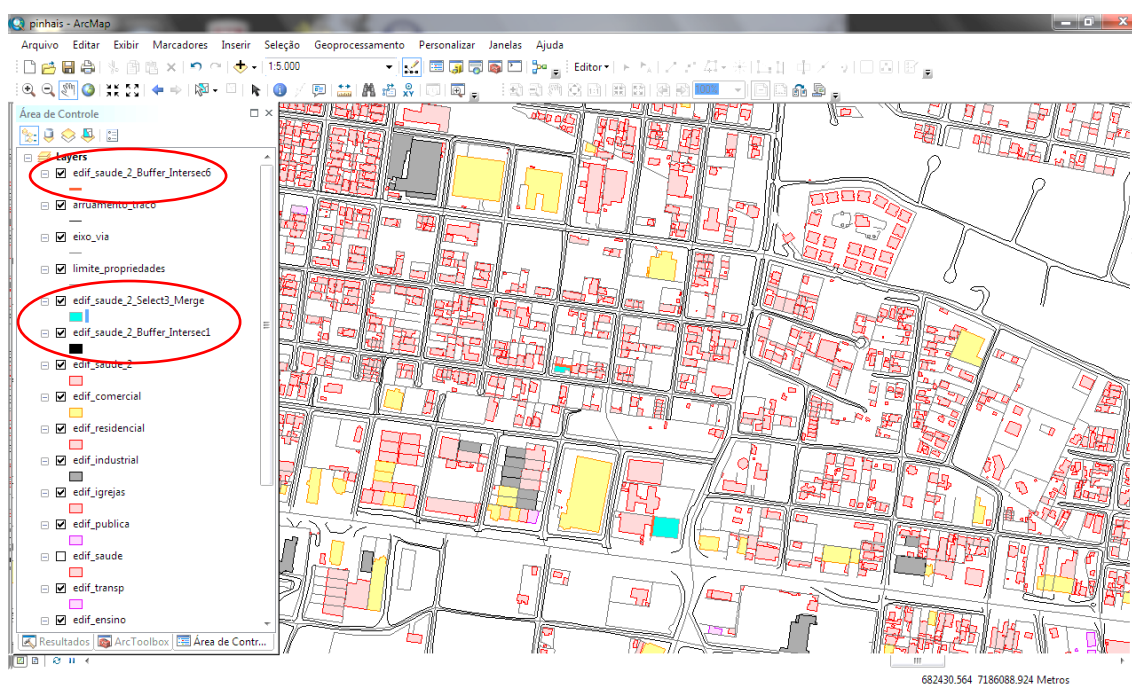 pinhais - ArcMap
Arquivo Editar Exibir Marcadores Inserir Seleção Geoprocessamento Personalizar Janelas Ajuda
1:5.000 Editor
100%
Área de Controle
Layers
edif_saude_2_Buffer_Intersec6
arruamento_traco
eixo_via
limite_propriedades
edif_saude_2_Select3_Merge
edif_saude_2_Buffer_Intersec1
edif_saude_2
edif_comercial
edif_residencial
edif_industrial
edif_igrejas
edif_publica
edif_saude
edif_transp
edif_ensino
Resultados ArcToolbox Área de Contr...
682430.564 7186088.924 Metros